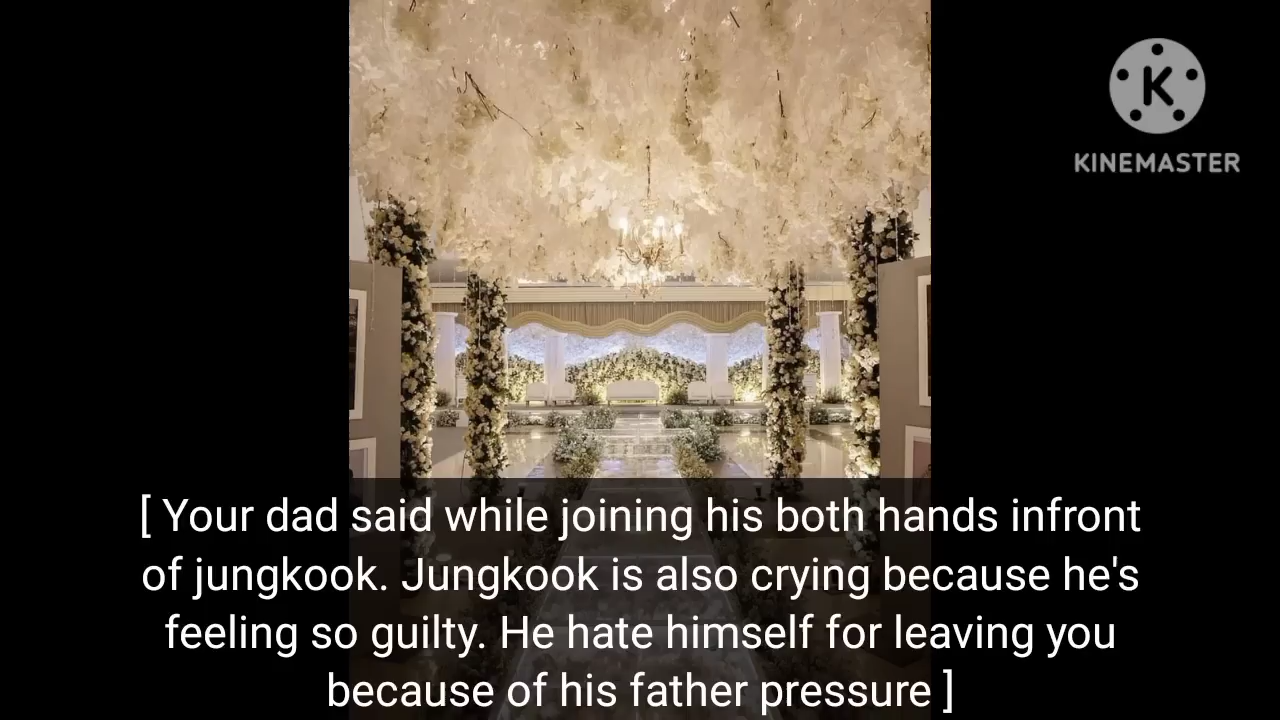 KINEMASTER
[ Your dad said while joining his both hands infront
of jungkook. Jungkook is also crying because he's
feeling so guilty. He hate himself for leaving you
because of his father pressure ]